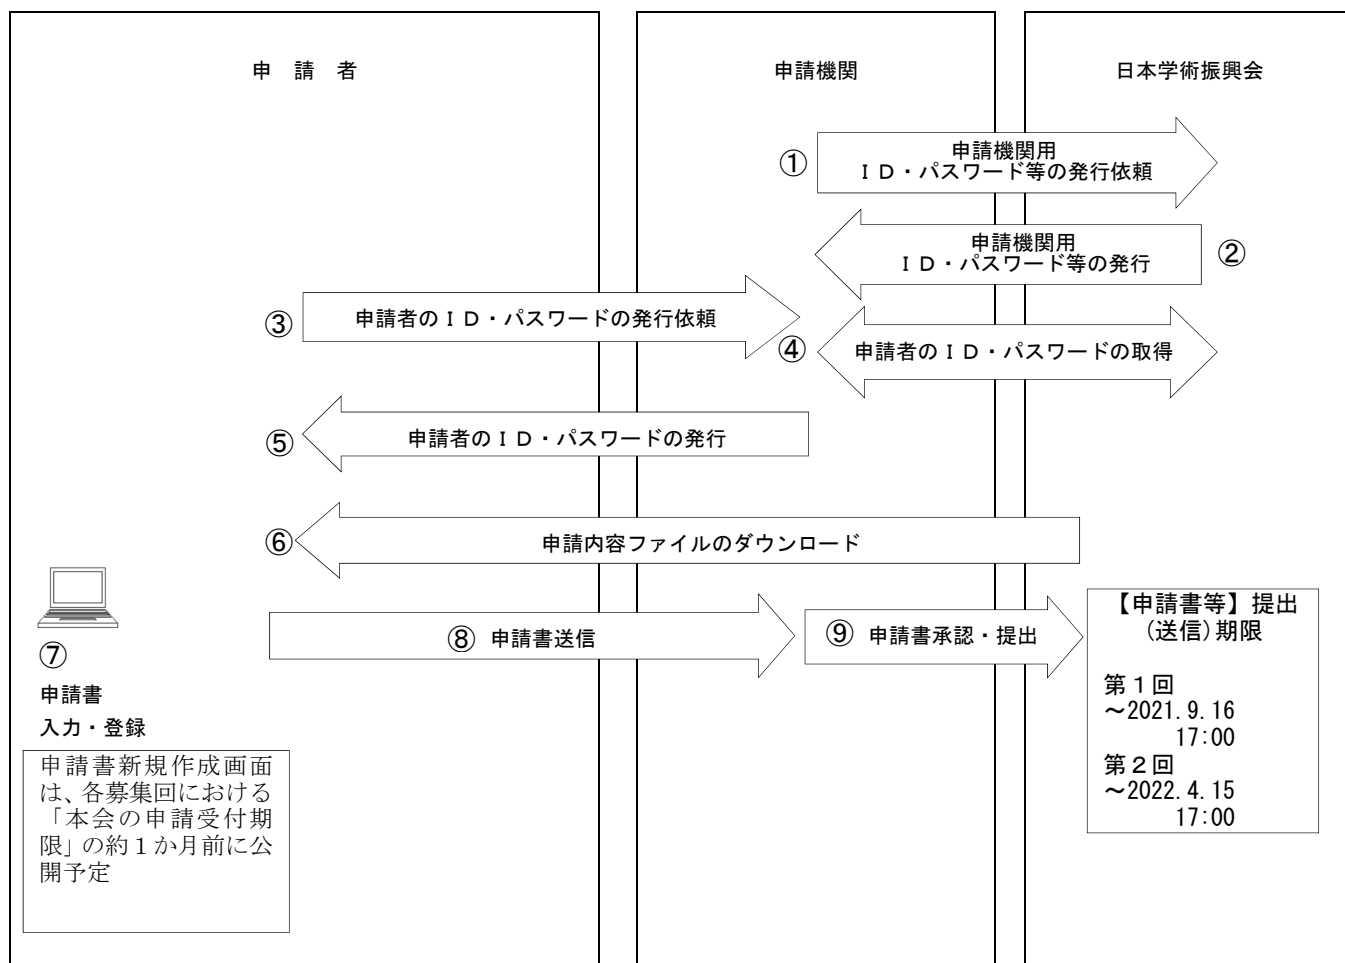 申　請　者
申請機関
日本学術振興会
①
申請機関用
ＩＤ・パスワード等の発行依頼
申請機関用
ＩＤ・パスワード等の発行
②
③
申請者のＩＤ・パスワードの発行依頼
④
申請者のＩＤ・パスワードの取得
⑤
申請者のＩＤ・パスワードの発行
⑥
申請内容ファイルのダウンロード
⑦
申請書
入力・登録
申請書新規作成画面
は、各募集回における
「本会の申請受付期
限」の約１か月前に公
開予定
⑧ 申請書送信
⑨ 申請書承認・提出
【申請書等】提出
(送信)期限
第１回
～2021.9.16
17:00
第２回
～2022.4.15
17:00